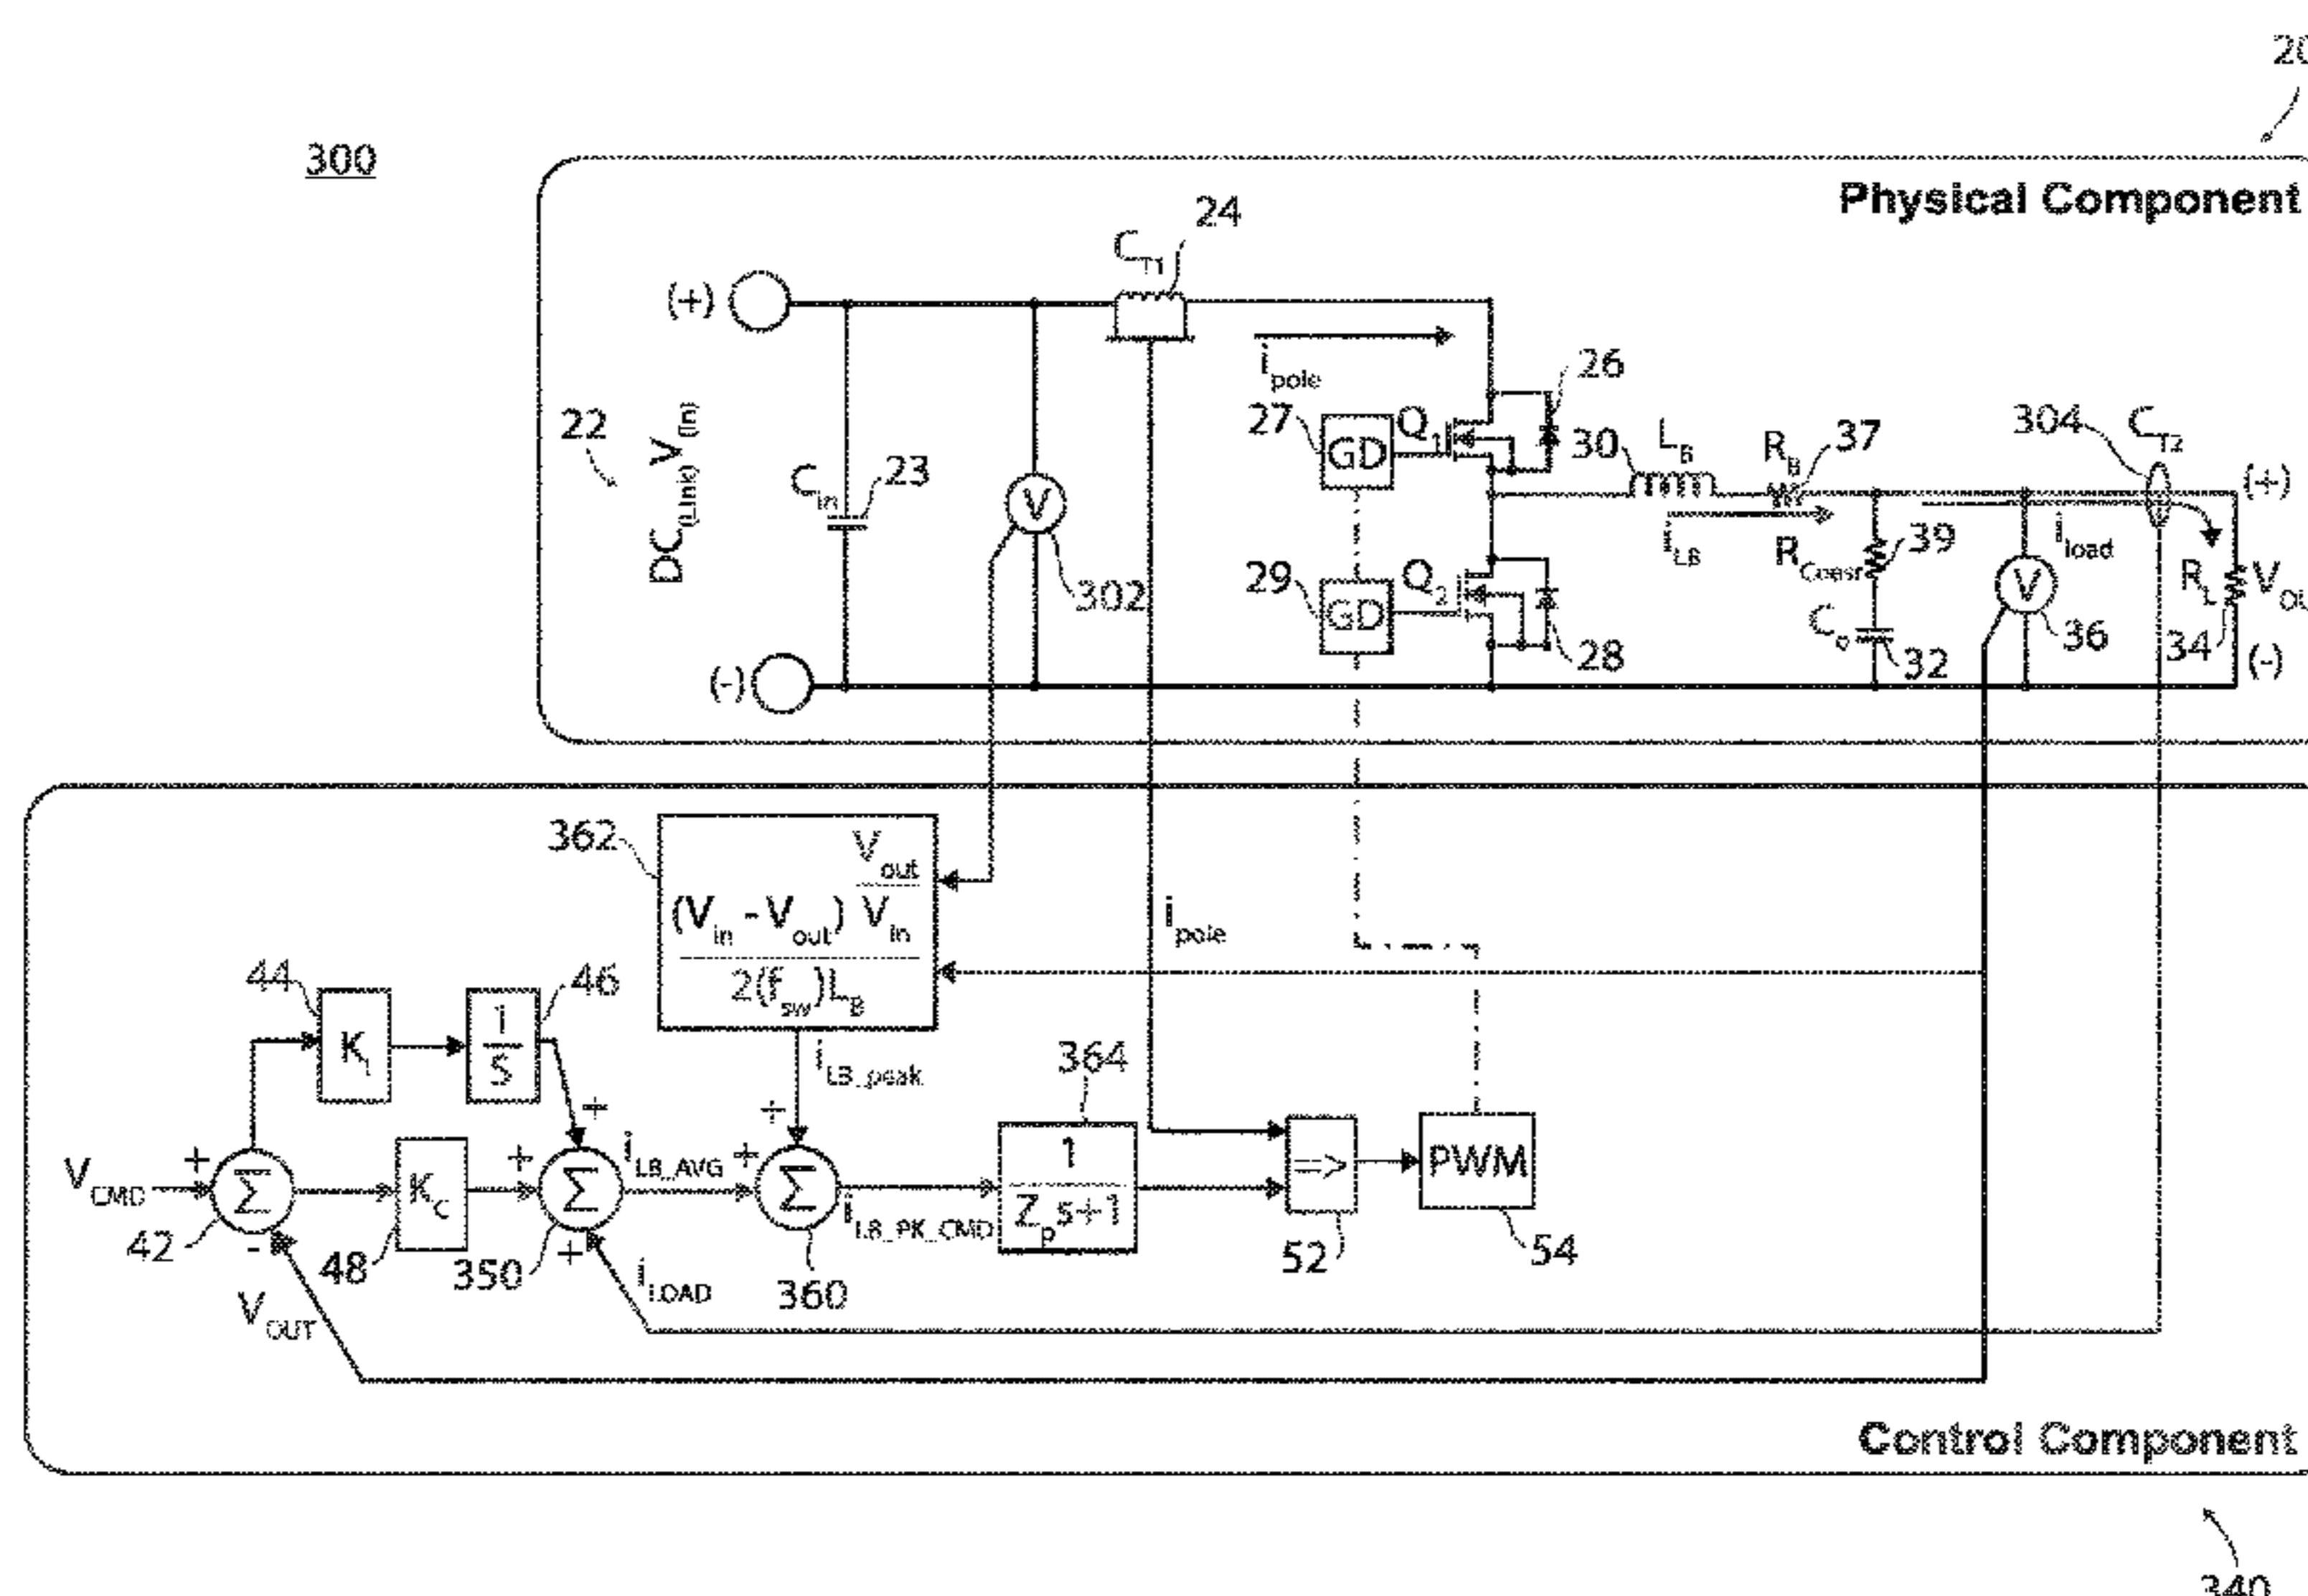 20
300
Physical Component
24
C_T1
(+)
i_pole
26
22
DC_(Link) V_(in)
C_in
23
V
302
27
GD
Q_1
30
L_B
R_B
37
304
C_T2
(+)
i_LB
R_Coesr
39
i_load
29
GD
Q_2
28
C_o
32
V
36
R_L
34
V_OU
(-)
(-)
362
(V_in - V_out) V_out / V_in
2(f_sw)L_B
i_pole
44
K_I
46
1
S
i_LB_peak
364
+
+
V_CMD
+
Σ
42
-
K_C
48
+
Σ
350
+
i_LB_AVG
+
Σ
360
i_LB_PK_CMD
1
Z_p s+1
=>
52
PWM
54
i_LOAD
V_OUT
Control Component
340